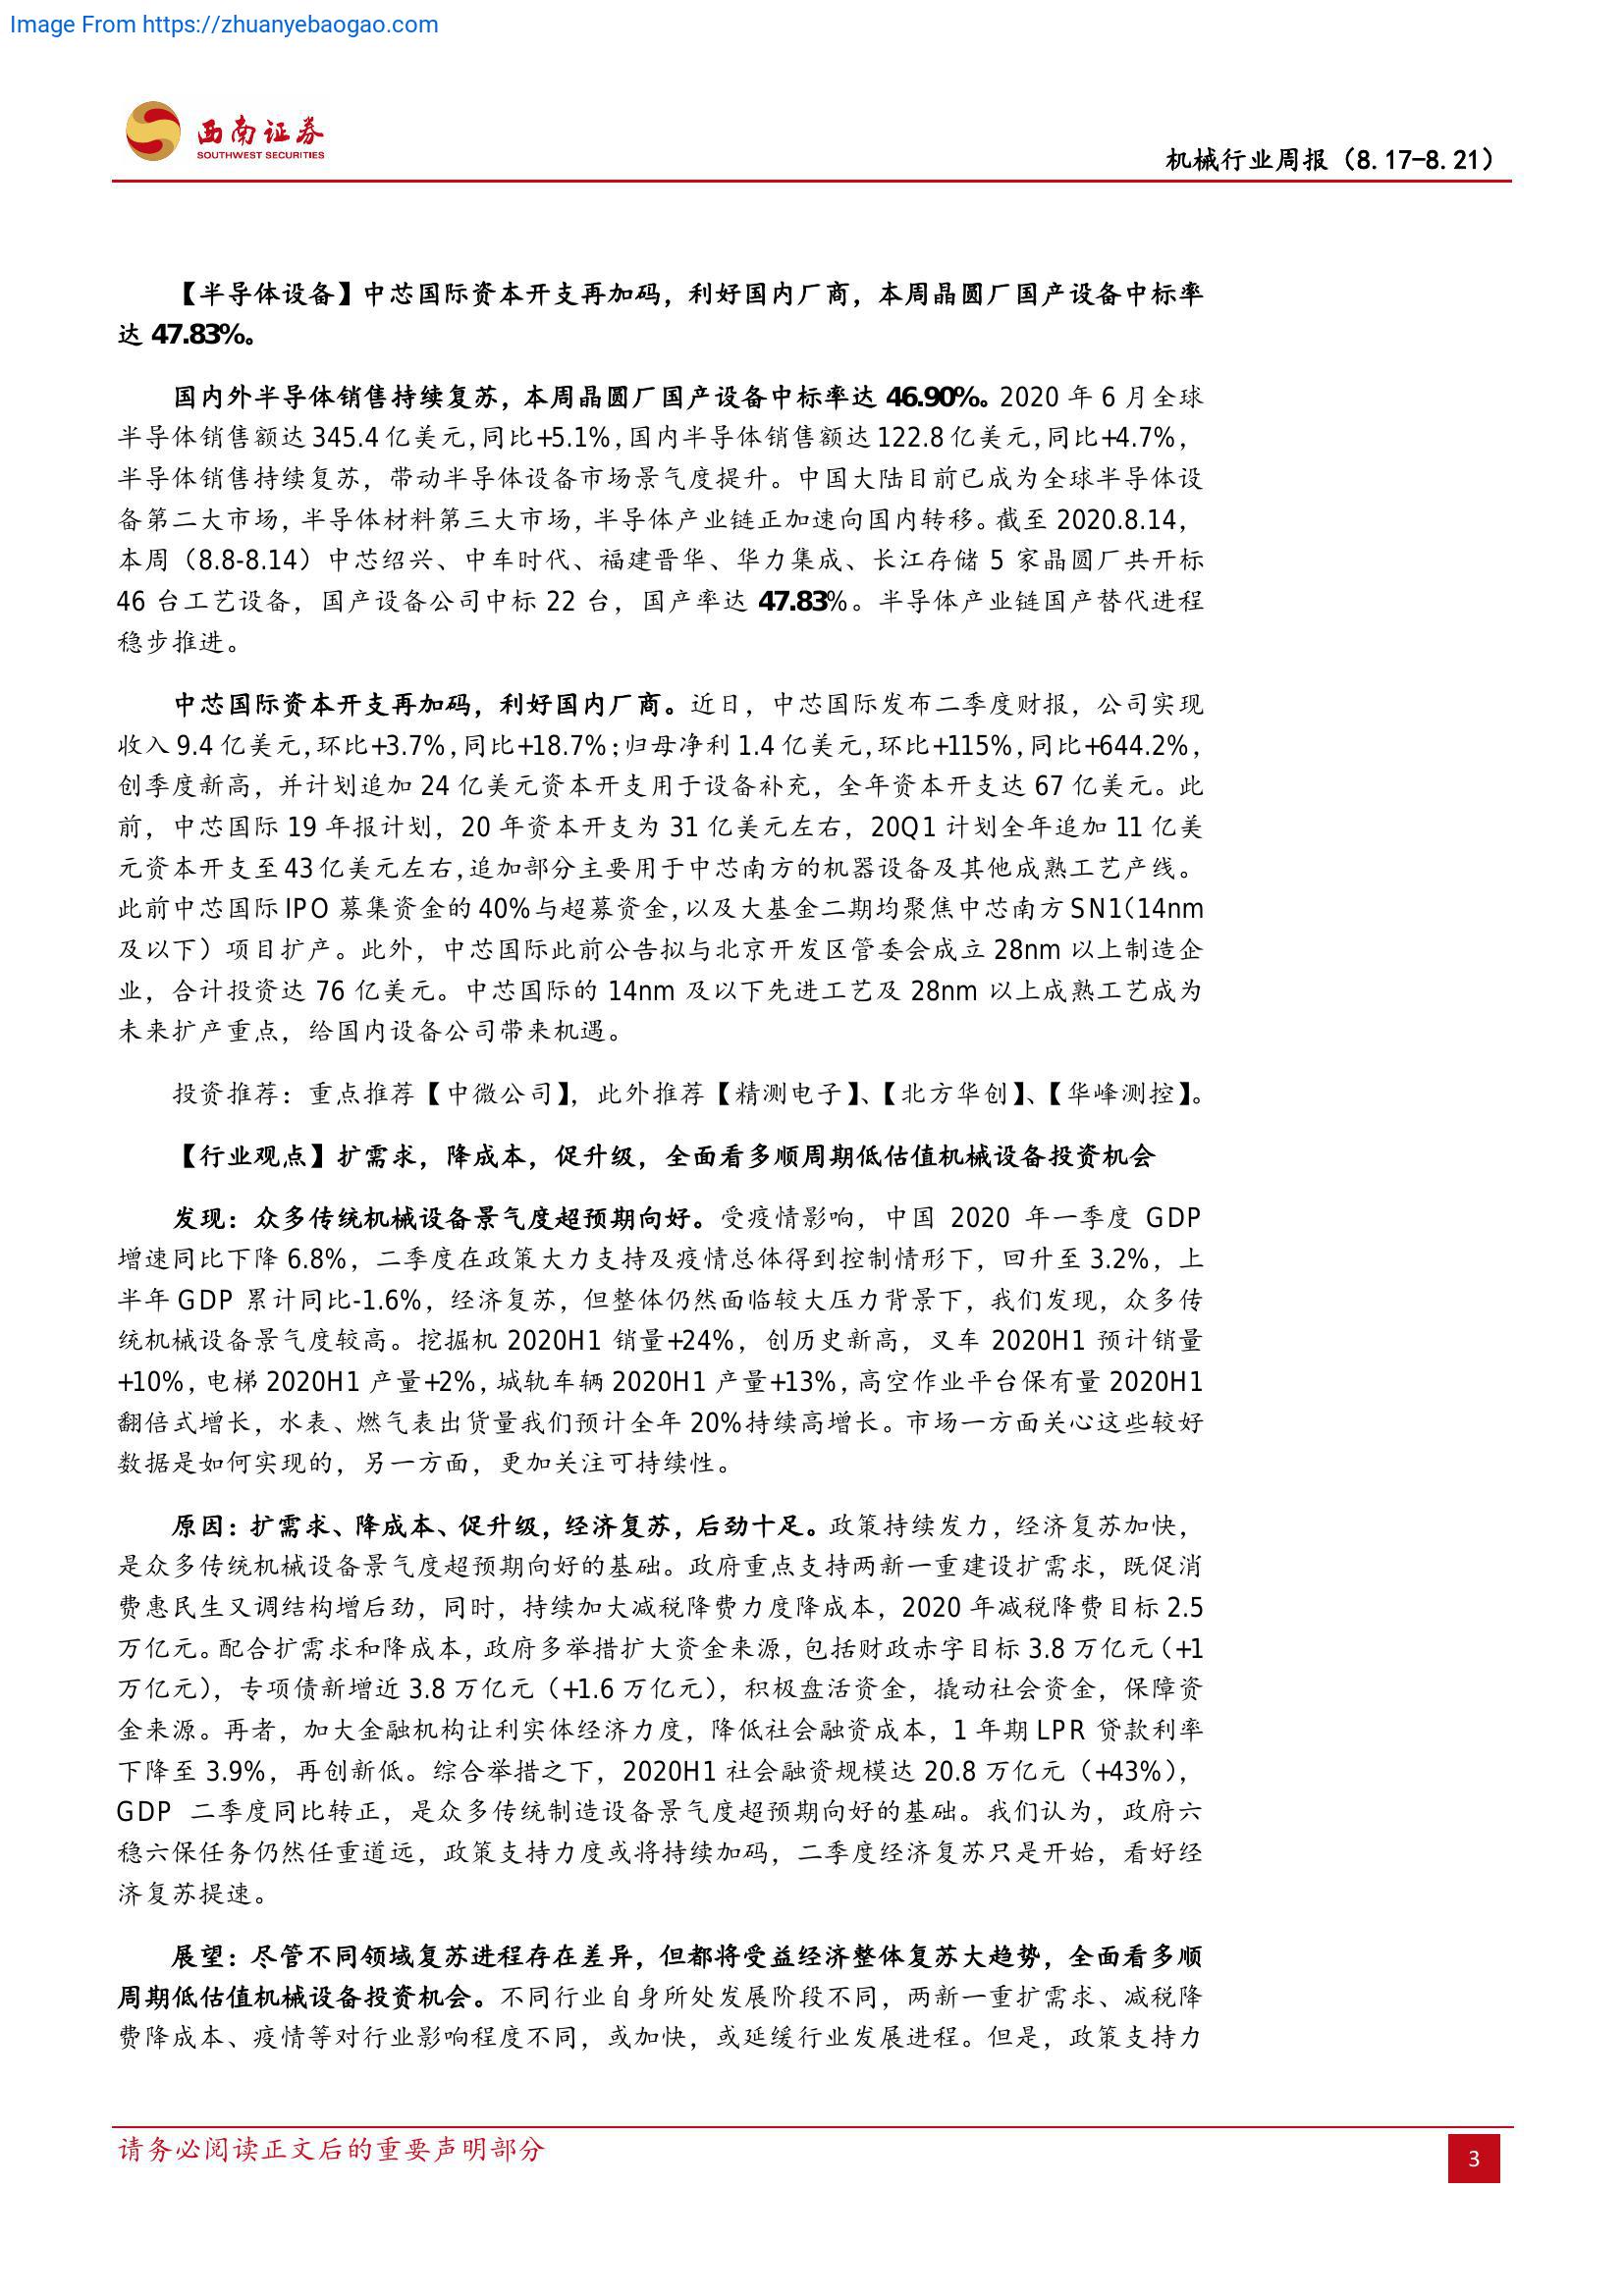 Image From https://zhuanyebaogao.com
西南证券
SOUTHWEST SECURITIES
机械行业周报（8.17-8.21）
【半导体设备】中芯国际资本开支再加码，利好国内厂商，本周晶圆厂国产设备中标率
达 47.83%。
国内外半导体销售持续复苏，本周晶圆厂国产设备中标率达 46.90%。2020 年 6 月全球
半导体销售额达 345.4 亿美元，同比+5.1%，国内半导体销售额达 122.8 亿美元，同比+4.7%，
半导体销售持续复苏，带动半导体设备市场景气度提升。中国大陆目前已成为全球半导体设
备第二大市场，半导体材料第三大市场，半导体产业链正加速向国内转移。截至 2020.8.14，
本周（8.8-8.14）中芯绍兴、中车时代、福建晋华、华力集成、长江存储 5 家晶圆厂共开标
46 台工艺设备，国产设备公司中标 22 台，国产率达 47.83%。半导体产业链国产替代进程
稳步推进。
中芯国际资本开支再加码，利好国内厂商。近日，中芯国际发布二季度财报，公司实现
收入 9.4 亿美元，环比+3.7%，同比+18.7%；归母净利 1.4 亿美元，环比+115%，同比+644.2%，
创季度新高，并计划追加 24 亿美元资本开支用于设备补充，全年资本开支达 67 亿美元。此
前，中芯国际 19 年报计划，20 年资本开支为 31 亿美元左右，20Q1 计划全年追加 11 亿美
元资本开支至 43 亿美元左右，追加部分主要用于中芯南方的机器设备及其他成熟工艺产线。
此前中芯国际 IPO 募集资金的 40%与超募资金，以及大基金二期均聚焦中芯南方 SN1（14nm
及以下）项目扩产。此外，中芯国际此前公告拟与北京开发区管委会成立 28nm 以上制造企
业，合计投资达 76 亿美元。中芯国际的 14nm 及以下先进工艺及 28nm 以上成熟工艺成为
未来扩产重点，给国内设备公司带来机遇。
投资推荐：重点推荐【中微公司】，此外推荐【精测电子】、【北方华创】、【华峰测控】。
【行业观点】扩需求，降成本，促升级，全面看多顺周期低估值机械设备投资机会
发现：众多传统机械设备景气度超预期向好。受疫情影响，中国 2020 年一季度 GDP
增速同比下降 6.8%，二季度在政策大力支持及疫情总体得到控制情形下，回升至 3.2%，上
半年 GDP 累计同比-1.6%，经济复苏，但整体仍然面临较大压力背景下，我们发现，众多传
统机械设备景气度较高。挖掘机 2020H1 销量+24%，创历史新高，叉车 2020H1 预计销量
+10%，电梯 2020H1 产量+2%，城轨车辆 2020H1 产量+13%，高空作业平台保有量 2020H1
翻倍式增长，水表、燃气表出货量我们预计全年 20%持续高增长。市场一方面关心这些较好
数据是如何实现的，另一方面，更加关注可持续性。
原因：扩需求、降成本、促升级，经济复苏，后劲十足。政策持续发力，经济复苏加快，
是众多传统机械设备景气度超预期向好的基础。政府重点支持两新一重建设扩需求，既促消
费惠民生又调结构增后劲，同时，持续加大减税降费力度降成本，2020 年减税降费目标 2.5
万亿元。配合扩需求和降成本，政府多举措扩大资金来源，包括财政赤字目标 3.8 万亿元（+1
万亿元），专项债新增近 3.8 万亿元（+1.6 万亿元），积极盘活资金，撬动社会资金，保障资
金来源。再者，加大金融机构让利实体经济力度，降低社会融资成本，1 年期 LPR 贷款利率
下降至 3.9%，再创新低。综合举措之下，2020H1 社会融资规模达 20.8 万亿元（+43%），
GDP 二季度同比转正，是众多传统制造设备景气度超预期向好的基础。我们认为，政府六
稳六保任务仍然任重道远，政策支持力度或将持续加码，二季度经济复苏只是开始，看好经
济复苏提速。
展望：尽管不同领域复苏进程存在差异，但都将受益经济整体复苏大趋势，全面看多顺
周期低估值机械设备投资机会。不同行业自身所处发展阶段不同，两新一重扩需求、减税降
费降成本、疫情等对行业影响程度不同，或加快，或延缓行业发展进程。但是，政策支持力
请务必阅读正文后的重要声明部分
3